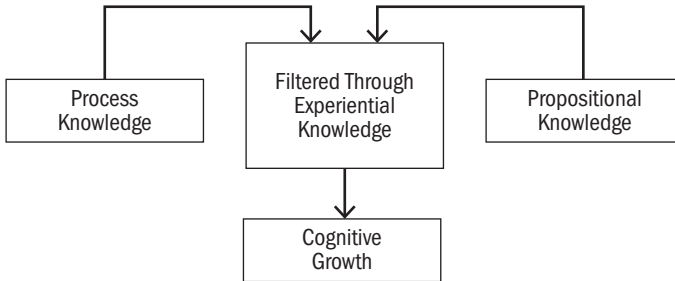 Process
Knowledge
Filtered Through
Experiential
Knowledge
Propositional
Knowledge
Cognitive
Growth